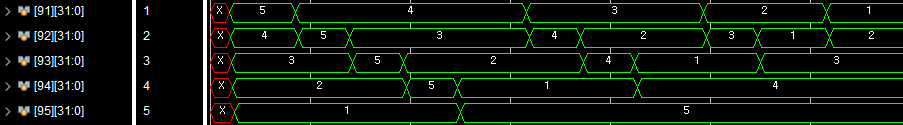 [91][31:0] 1 X 5 4 3 2 1
[92][31:0] 2 X 4 5 3 4 2 3 1 2
[93][31:0] 3 X 3 5 2 4 1 3
[94][31:0] 4 X 2 5 1 4
[95][31:0] 5 X 1 5